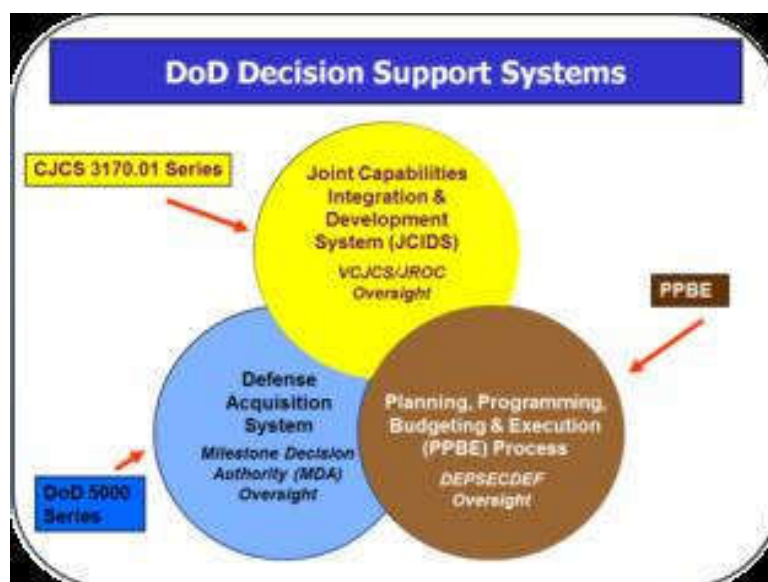 DoD Decision Support Systems
CJCS 3170.01 Series
Joint Capabilities
Integration &
Development
System (JCIDS)
VCJCS/JROC
Oversight
PPBE
Defense
Acquisition
System
Milestone Decision
Authority (MDA)
Oversight
Planning, Programming,
Budgeting & Execution
(PPBE) Process
DEPSECDEF
Oversight
DoD 5000
Series